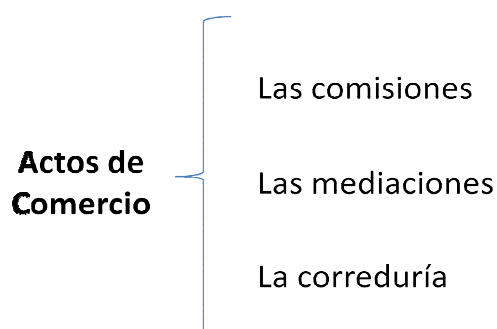 Las comisiones
Actos de
Comercio
Las mediaciones
La correduría